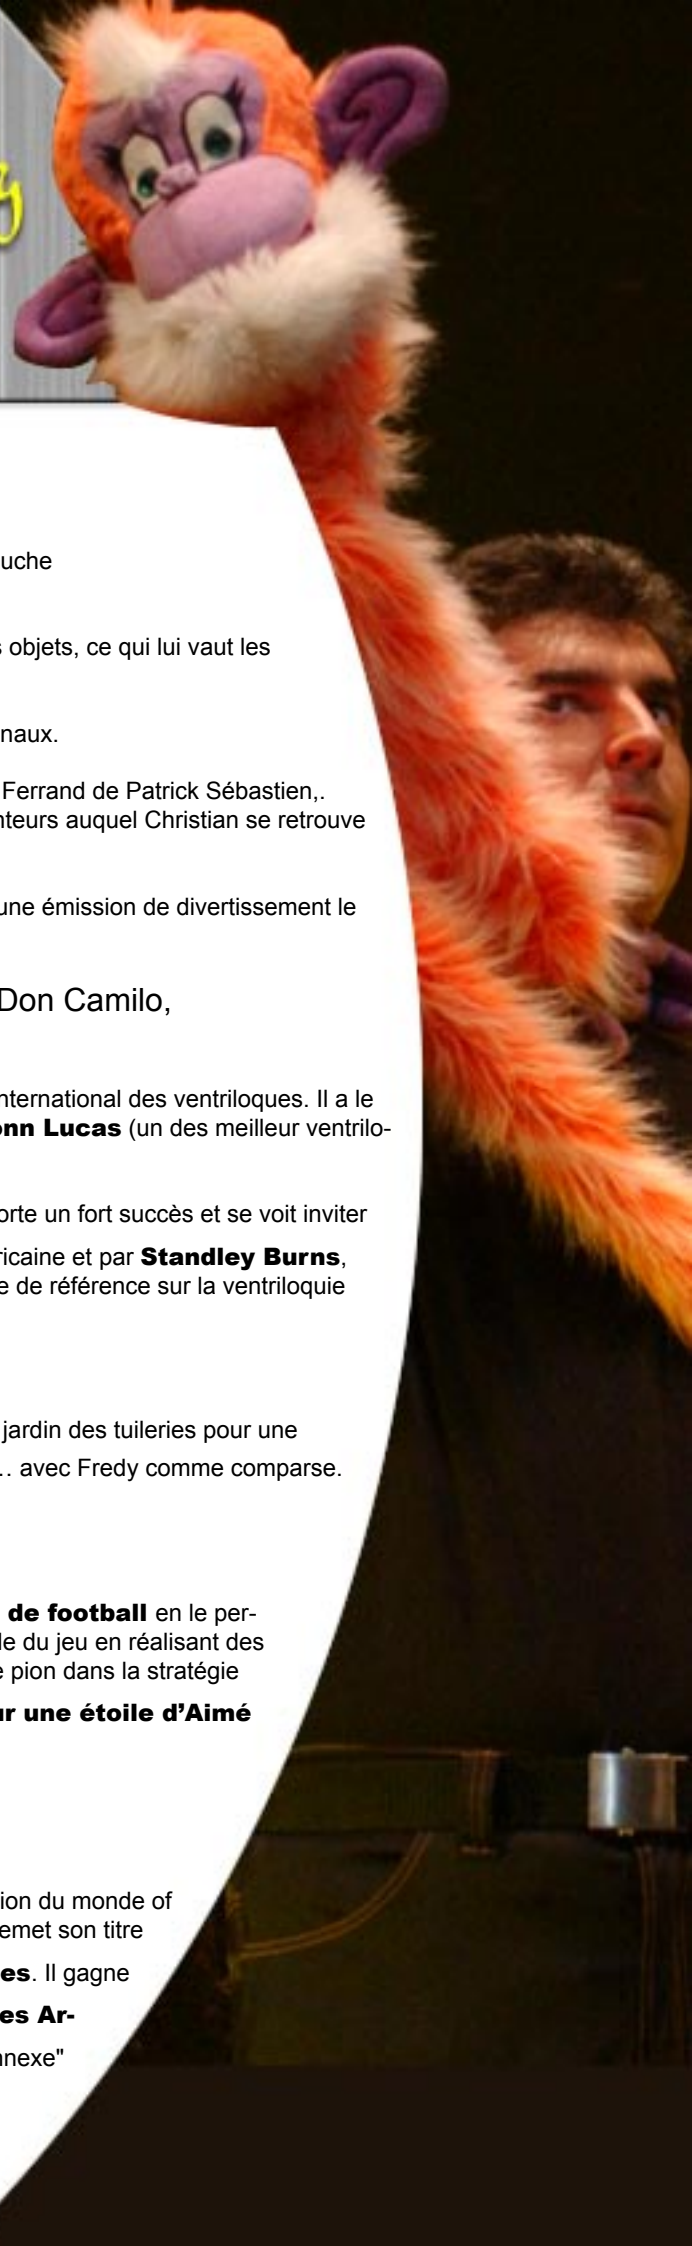 y
uche
s objets, ce qui lui vaut les
naux.
Ferrand de Patrick Sébastien,.
nteurs auquel Christian se retrouve
une émission de divertissement le
Don Camilo,
nternational des ventriloques. Il a le
onn Lucas (un des meilleur ventrilo-
orte un fort succès et se voit inviter
ricaine et par Standley Burns,
e de référence sur la ventriloquie
jardin des tuileries pour une
.. avec Fredy comme comparse.
de football en le per-
le du jeu en réalisant des
e pion dans la stratégie
ur une étoile d’Aimé
ion du monde of
emet son titre
es. Il gagne
es Ar-
nnexe"